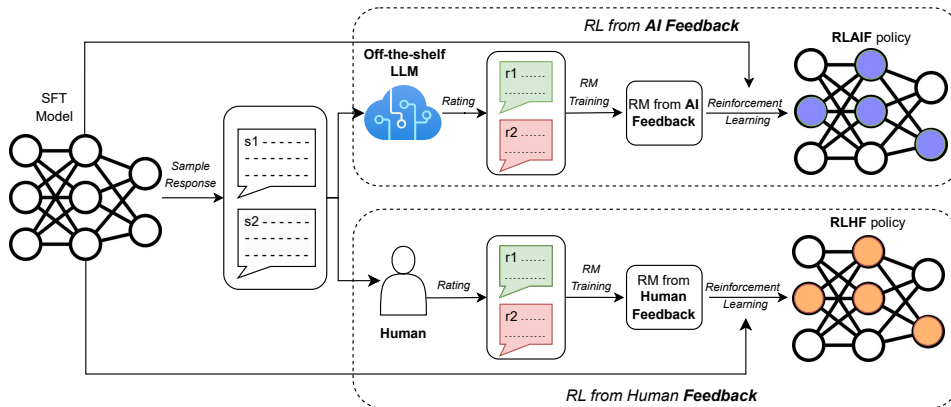 RL from AI Feedback
SFT
Model
Sample
Response
s1
s2
Off-the-shelf
LLM
Rating
r1
r2
RM
Training
RM from AI
Feedback
Reinforcement
Learning
RLAIF policy
Human
Rating
r1
r2
RM
Training
RM from
Human
Feedback
Reinforcement
Learning
RLHF policy
RL from Human Feedback